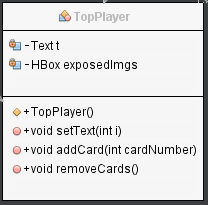 TopPlayer
-Text t
-HBox exposedImgs
+TopPlayer()
+void setText(int i)
+void addCard(int cardNumber)
+void removeCards()